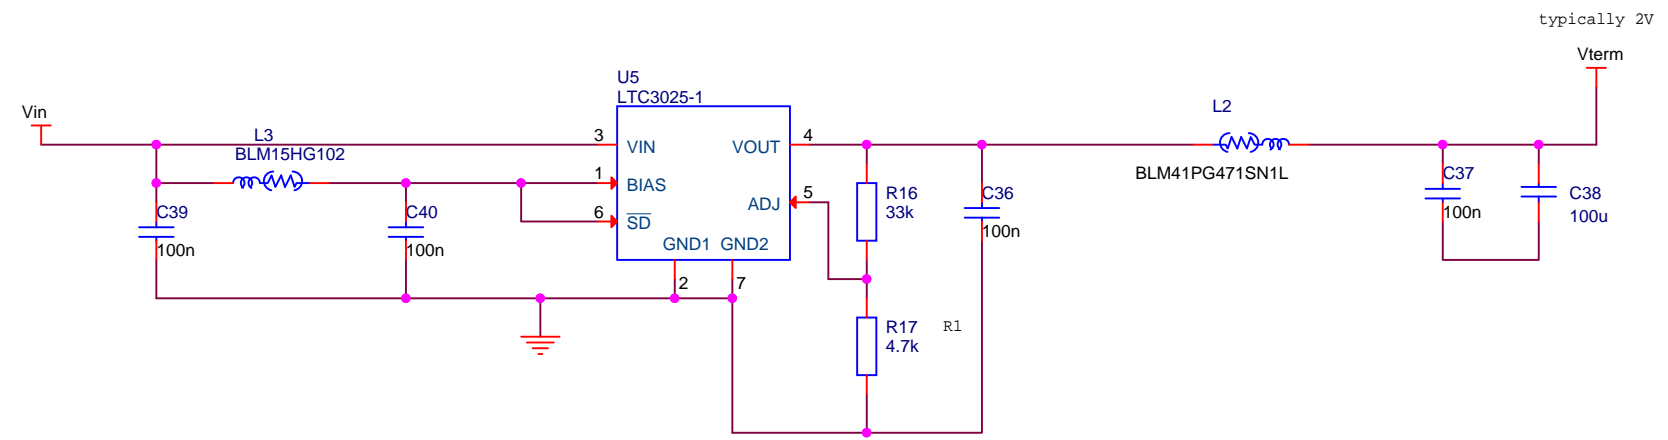 typically 2V
Vterm
U5
LTC3025-1
Vin
L3
BLM15HG102
L2
BLM41PG471SN1L
3
VIN
VOUT
4
1
BIAS
ADJ
5
6
SD
GND1
GND2
2
7
C39
100n
C40
100n
R16
33k
C36
100n
C37
100n
C38
100u
R17
4.7k
R1